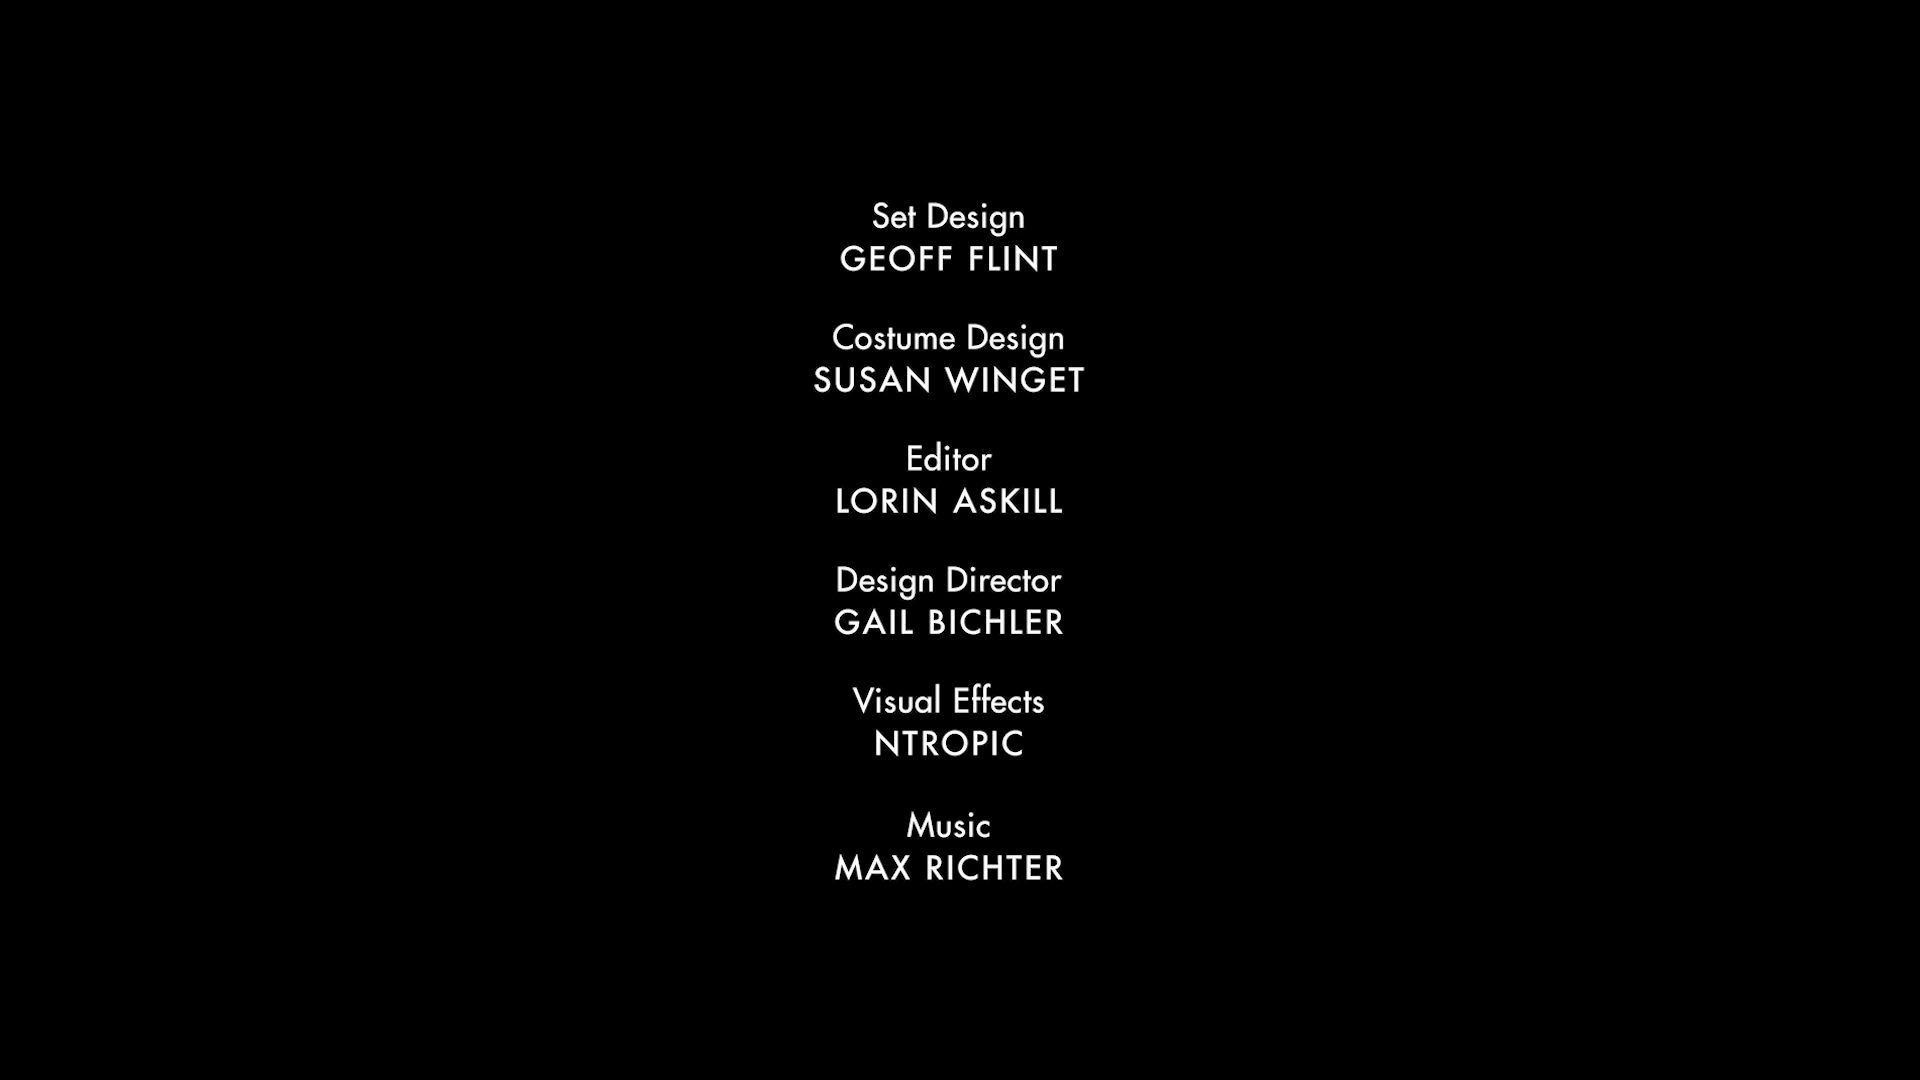 Set Design
GEOFF FLINT
Costume Design
SUSAN WINGET
Editor
LORIN ASKILL
Design Director
GAIL BICHLER
Visual Effects
NTROPIC
Music
MAX RICHTER